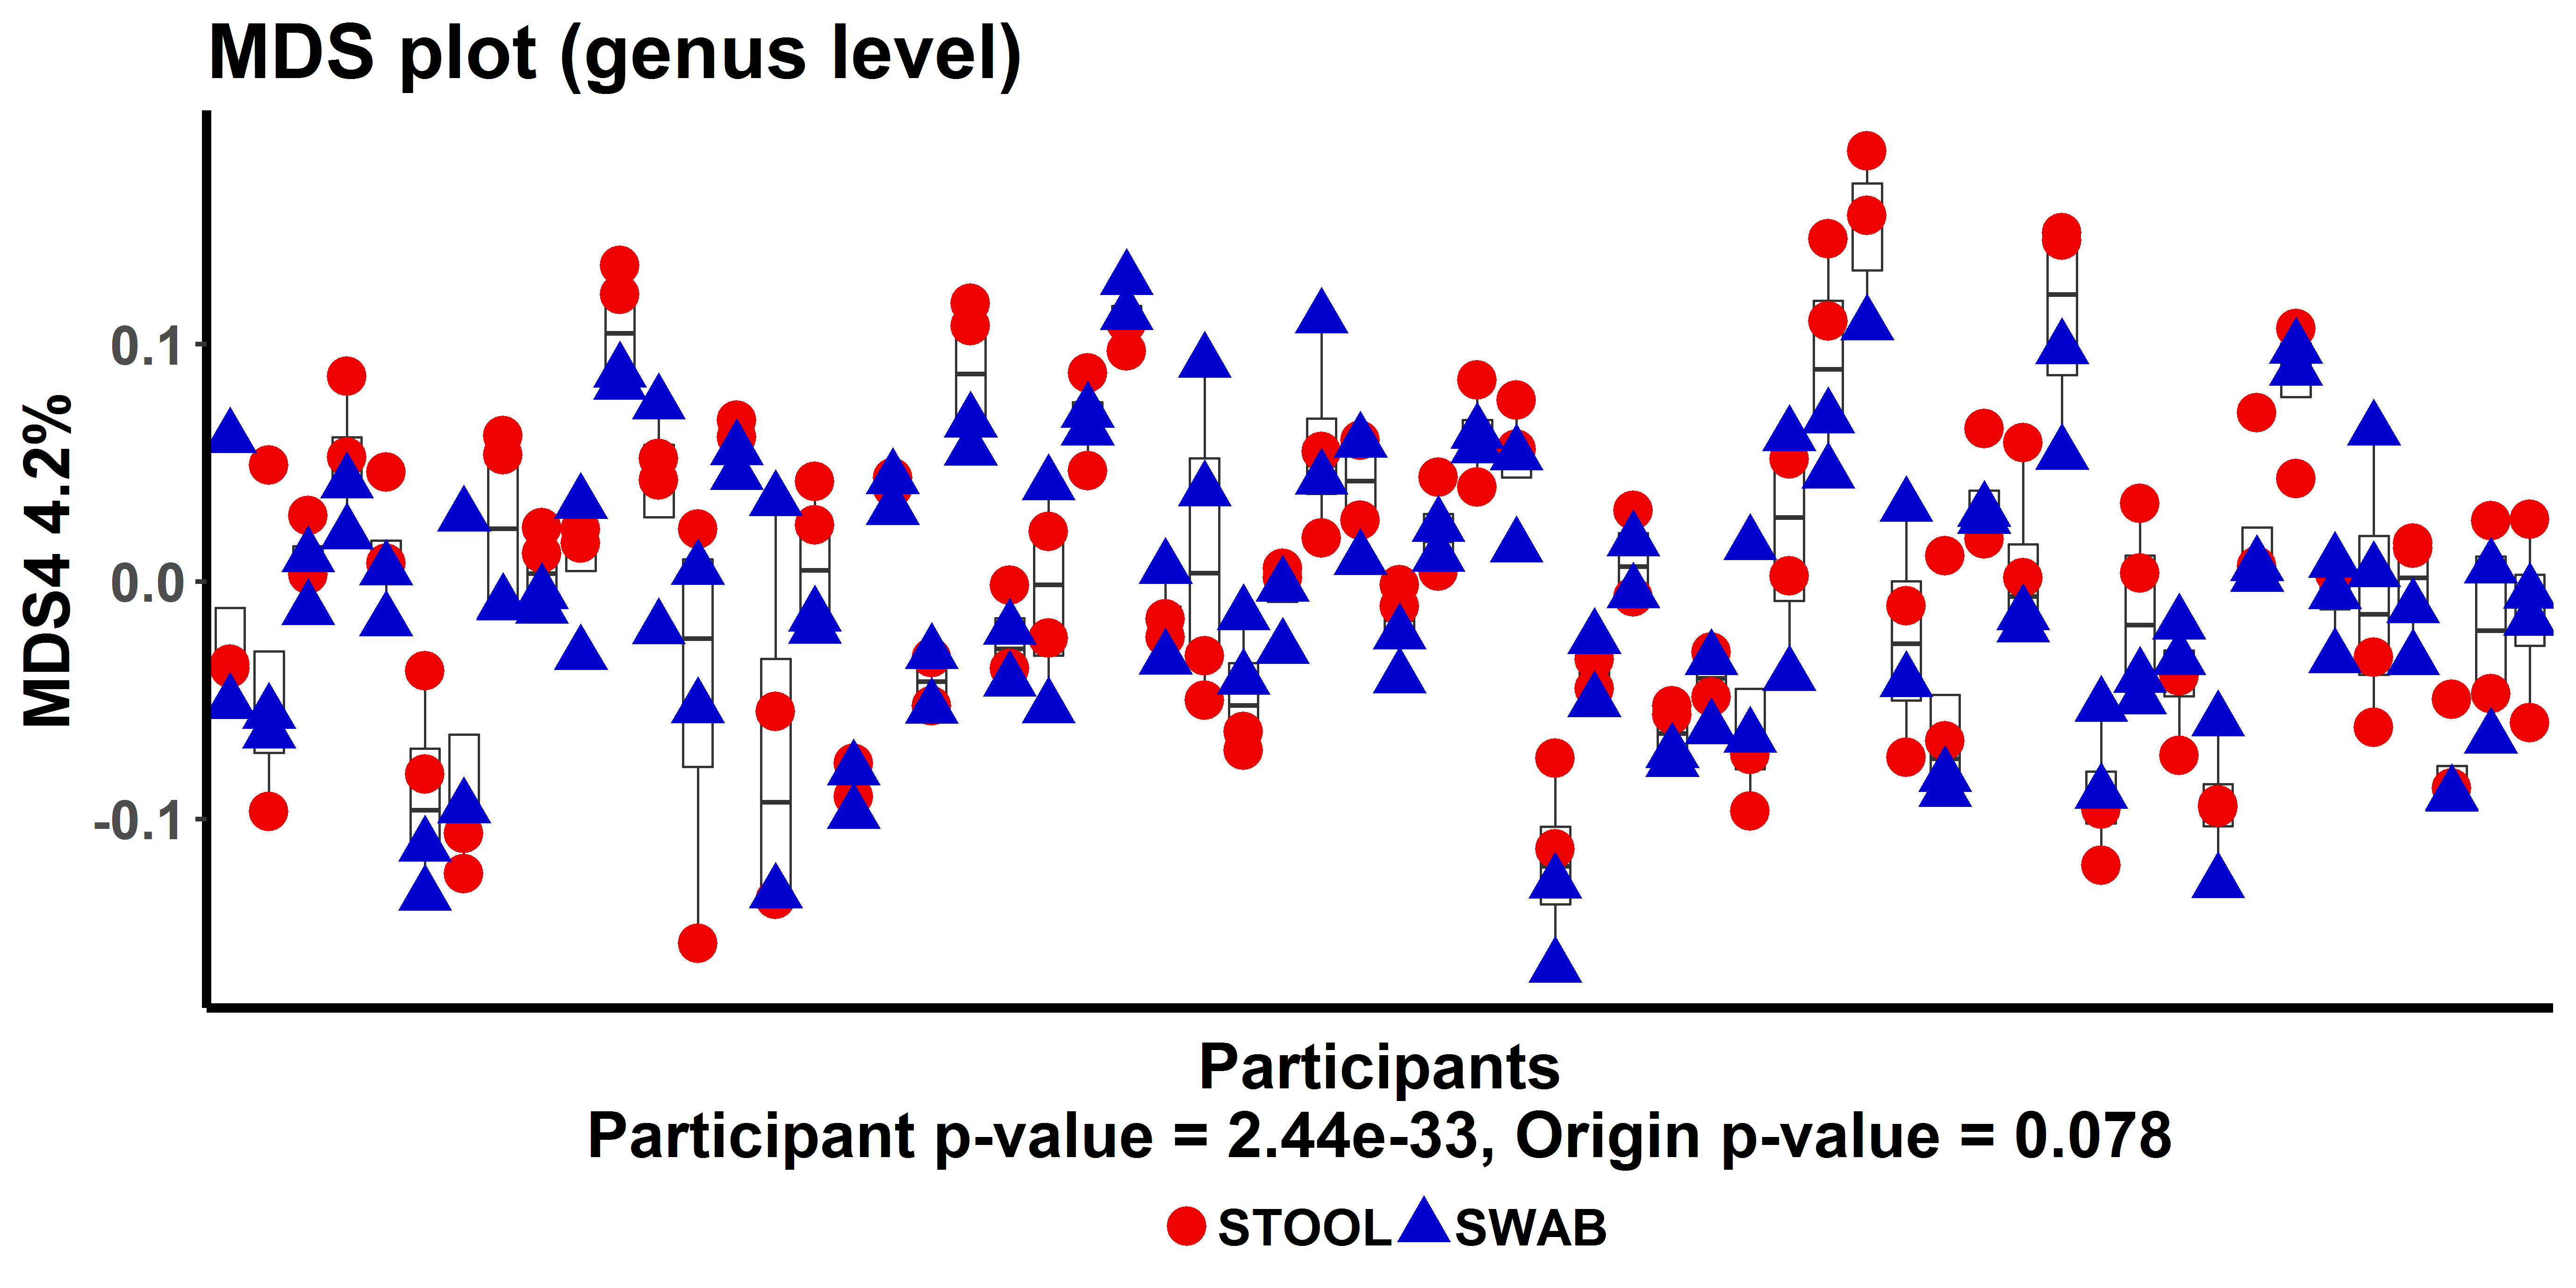 MDS plot (genus level)
MDS4 4.2%
0.1
0.0
-0.1
Participants
Participant p-value = 2.44e-33, Origin p-value = 0.078
STOOL SWAB